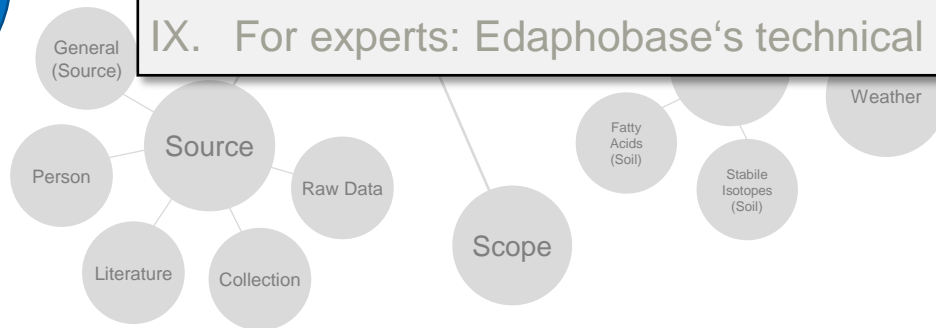 IX. For experts: Edaphobase‘s technical
General
(Source)
Source
Person
Raw Data
Literature
Collection
Scope
Fatty
Acids
(Soil)
Stabile
Isotopes
(Soil)
Weather